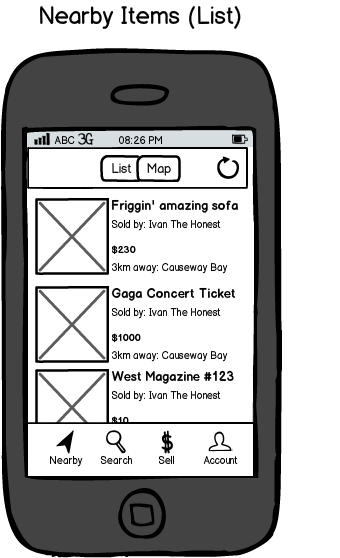 Nearby Items (List)
ABC 3G 08:26 PM
List Map
Friggin' amazing sofa
Sold by: Ivan The Honest
$230
3km away: Causeway Bay
Gaga Concert Ticket
Sold by: Ivan The Honest
$1000
3km away: Causeway Bay
West Magazine #123
Sold by: Ivan The Honest
$10
Nearby Search Sell Account